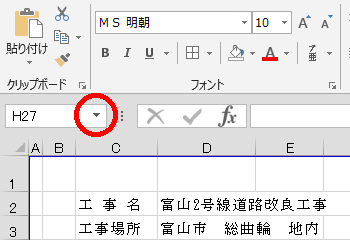 ＭＳ 明朝 10 A A
貼り付け B I U A ア亜
クリップボード フォント
H27 fx
A B C D E
1
2 工 事 名 富山2号線道路改良工事
3 工事場所 富山市 総曲輪 地内